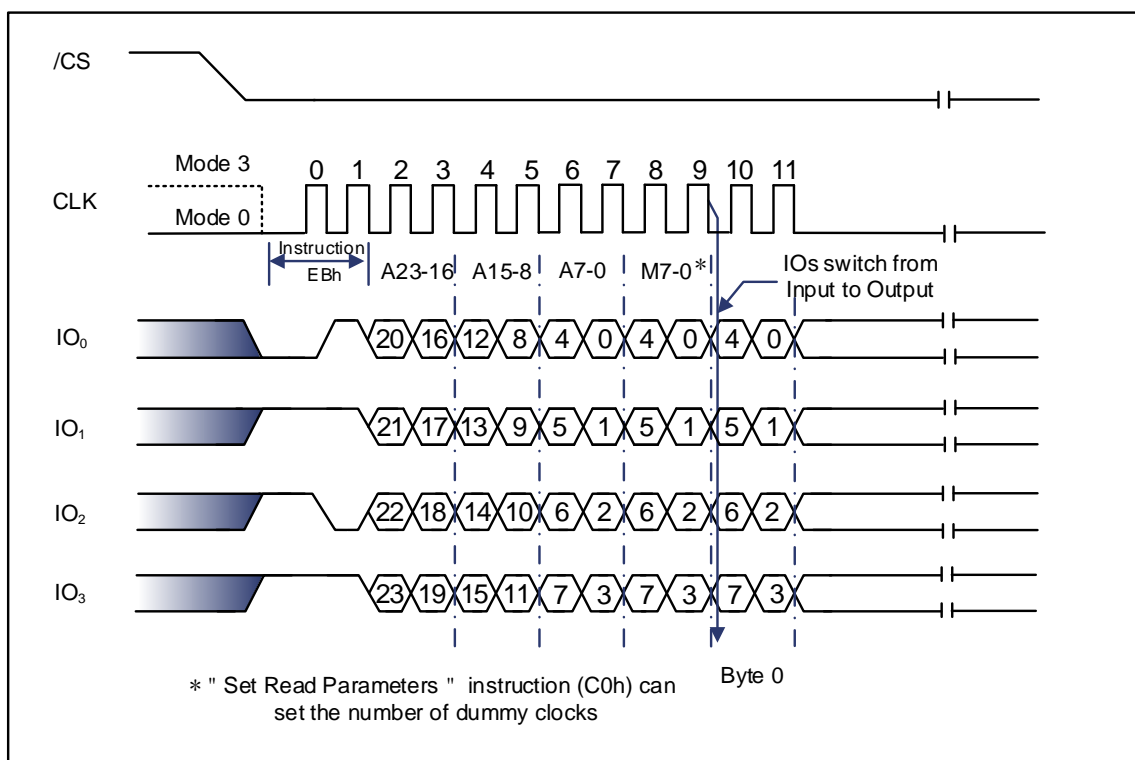 /CS
Mode 3
0 1 2 3 4 5 6 7 8 9 10 11
CLK
Mode 0
Instruction
EBh
A23-16 A15-8 A7-0 M7-0*
IOs switch from
Input to Output
IO₀ 20 16 12 8 4 0 4 0 4 0
IO₁ 21 17 13 9 5 1 5 1 5 1
IO₂ 22 18 14 10 6 2 6 2 6 2
IO₃ 23 19 15 11 7 3 7 3 7 3
Byte 0
* " Set Read Parameters " instruction (C0h) can
set the number of dummy clocks